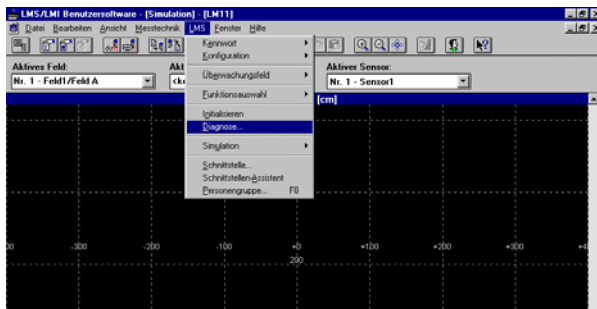 LMS/LMI Benutzersoftware - [Simulation] - [LM11]
Datei Bearbeiten Ansicht Messtechnik LMS Fenster Hilfe
Aktives Feld:
Akt
Aktives Sensor:
Nr. 1 - Feld1/Feld A
Nr. 1 - Sensor1
[cm]
Kennwort
Konfiguration
Überwachungsfeld
Funktionsauswahl
Initialisieren
Diagnose...
Simulation
Schnittstelle...
Schnittstellen-Assistent
Personengruppe... F8
-300 -200 -100 +0 +100 +200 +300
200